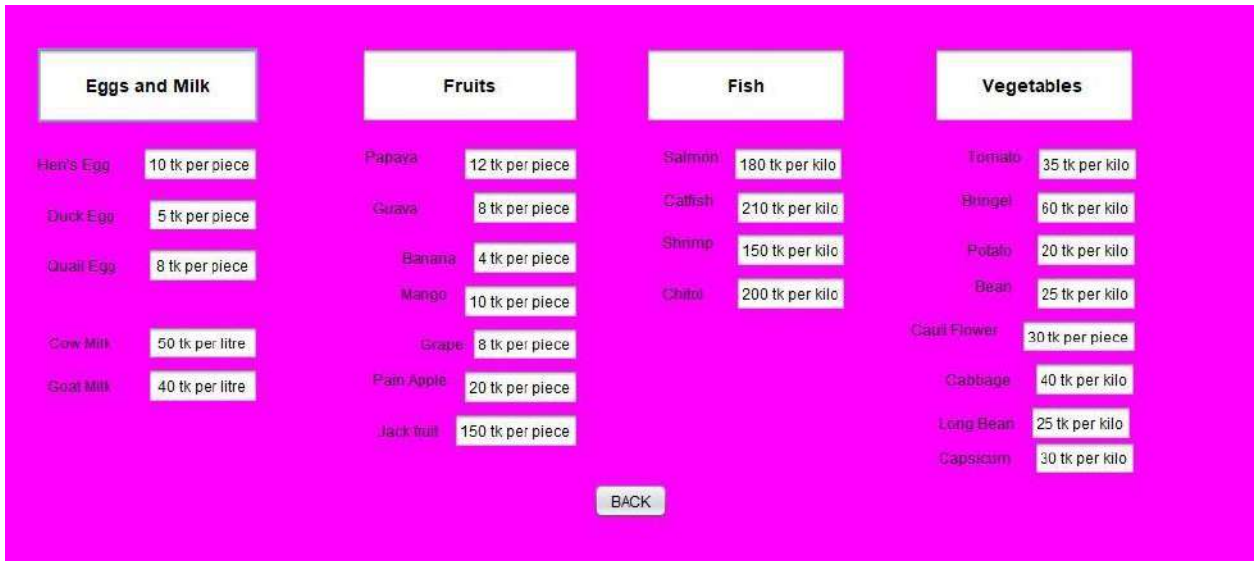 Eggs and Milk
Hen's Egg 10 tk per piece
Duck Egg 5 tk per piece
Quail Egg 8 tk per piece
Cow Milk 50 tk per litre
Goat Milk 40 tk per litre
Fruits
Papaya 12 tk per piece
Guava 8 tk per piece
Banana 4 tk per piece
Mango 10 tk per piece
Grape 8 tk per piece
Pain Apple 20 tk per piece
Jack fruit 150 tk per piece
Fish
Salmon 180 tk per kilo
Catfish 210 tk per kilo
Shrimp 150 tk per kilo
Chitol 200 tk per kilo
Vegetables
Tomato 35 tk per kilo
Bringel 60 tk per kilo
Potato 20 tk per kilo
Bean 25 tk per kilo
Cauli Flower 30 tk per piece
Cabbage 40 tk per kilo
Long Bean 25 tk per kilo
Capsicum 30 tk per kilo
BACK